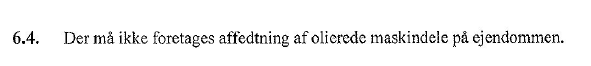 6.4. Der må ikke foretages affedtning af olierede maskindele på ejendommen.